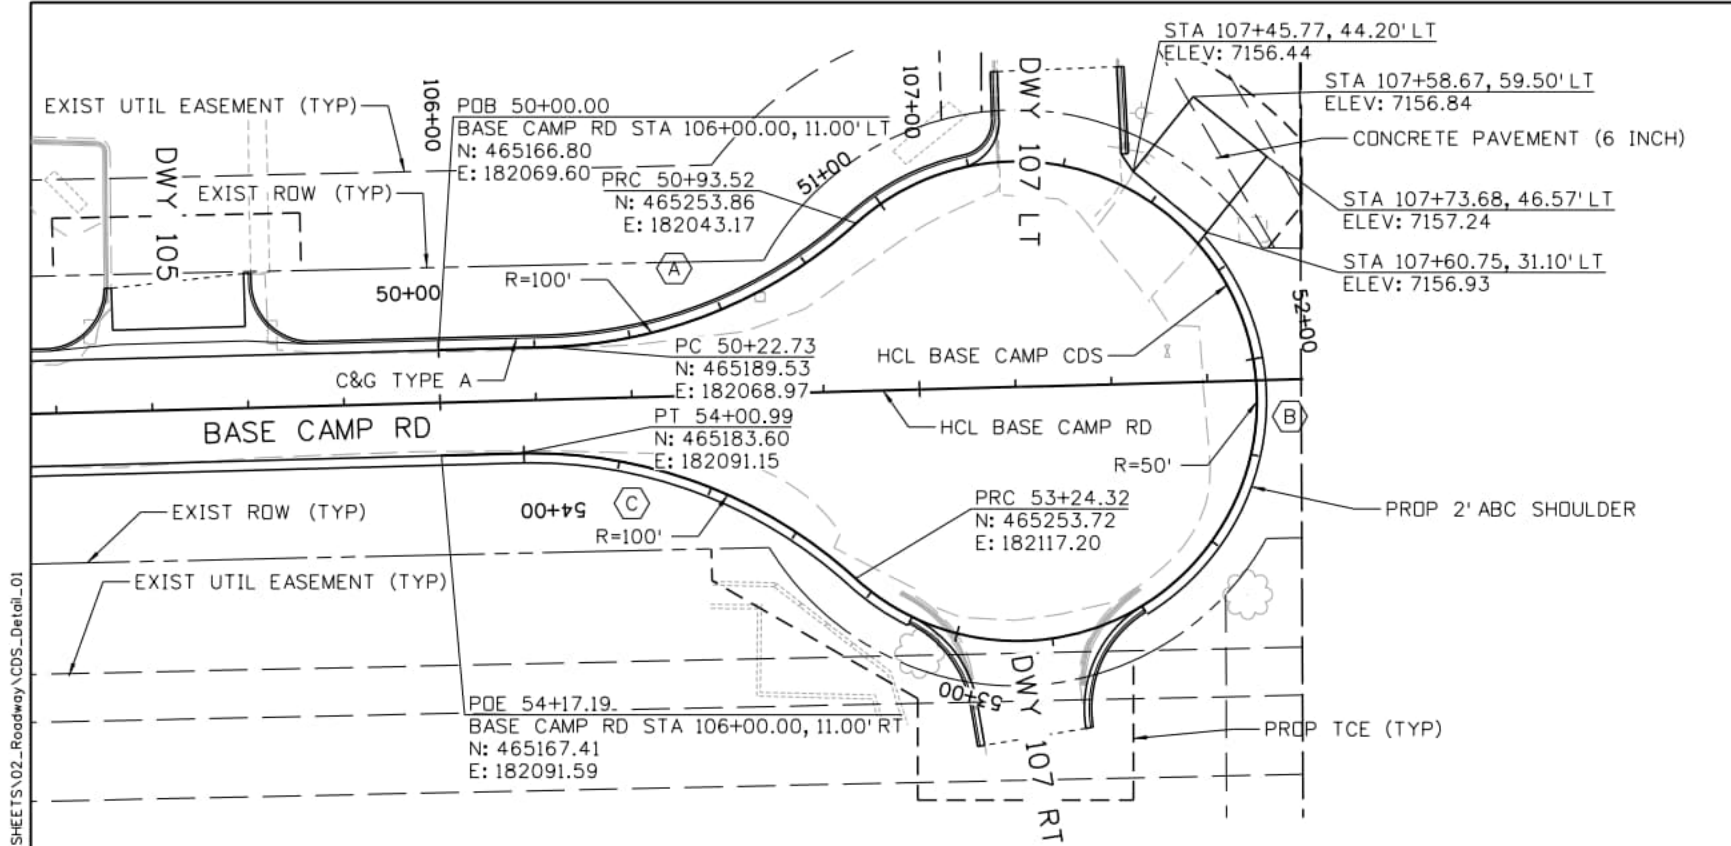 STA 107+45.77, 44.20' LT
ELEV: 7156.44
STA 107+58.67, 59.50' LT
ELEV: 7156.84
CONCRETE PAVEMENT (6 INCH)
STA 107+73.68, 46.57' LT
ELEV: 7157.24
STA 107+60.75, 31.10' LT
ELEV: 7156.93
EXIST UTIL EASEMENT (TYP)
106+00
POB 50+00.00
BASE CAMP RD STA 106+00.00, 11.00' LT
N: 465166.80
E: 182069.60
107+00
DWY 107 LT
DWY 105
EXIST ROW (TYP)
PRC 50+93.52
N: 465253.86
E: 182043.17
51+00
A
R=100'
50+00
52+00
PC 50+22.73
N: 465189.53
E: 182068.97
HCL BASE CAMP CDS
C&G TYPE A
BASE CAMP RD
PT 54+00.99
N: 465183.60
E: 182091.15
HCL BASE CAMP RD
B
R=50'
PRC 53+24.32
N: 465253.72
E: 182117.20
PROP 2' ABC SHOULDER
EXIST ROW (TYP)
54+00
C
R=100'
EXIST UTIL EASEMENT (TYP)
53+00
DWY 107 RT
POE 54+17.19
BASE CAMP RD STA 106+00.00, 11.00' RT
N: 465167.41
E: 182091.59
PROP TCE (TYP)
SHEETS\02_Roadway\CDS_Detail_01